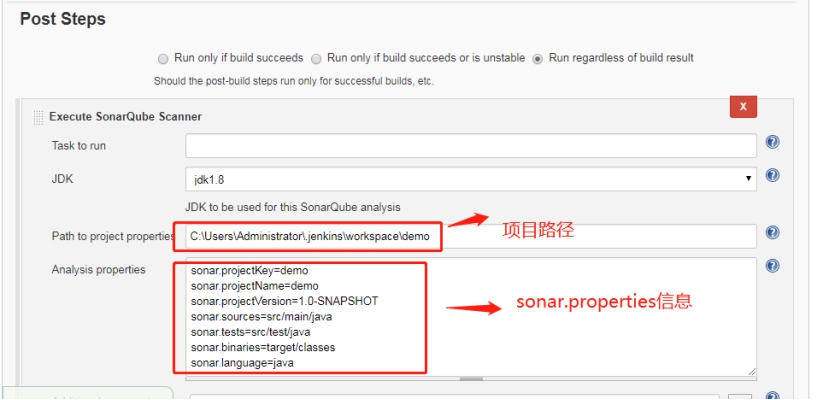 Post Steps
Run only if build succeeds Run only if build succeeds or is unstable Run regardless of build result
Should the post-build steps run only for successful builds, etc.
Execute SonarQube Scanner
X
Task to run
JDK
jdk1.8
JDK to be used for this SonarQube analysis
Path to project properties
C:\Users\Administrator\.jenkins\workspace\demo
项目路径
Analysis properties
sonar.projectKey=demo
sonar.projectName=demo
sonar.projectVersion=1.0-SNAPSHOT
sonar.sources=src/main/java
sonar.tests=src/test/java
sonar.binaries=target/classes
sonar.language=java
sonar.properties信息